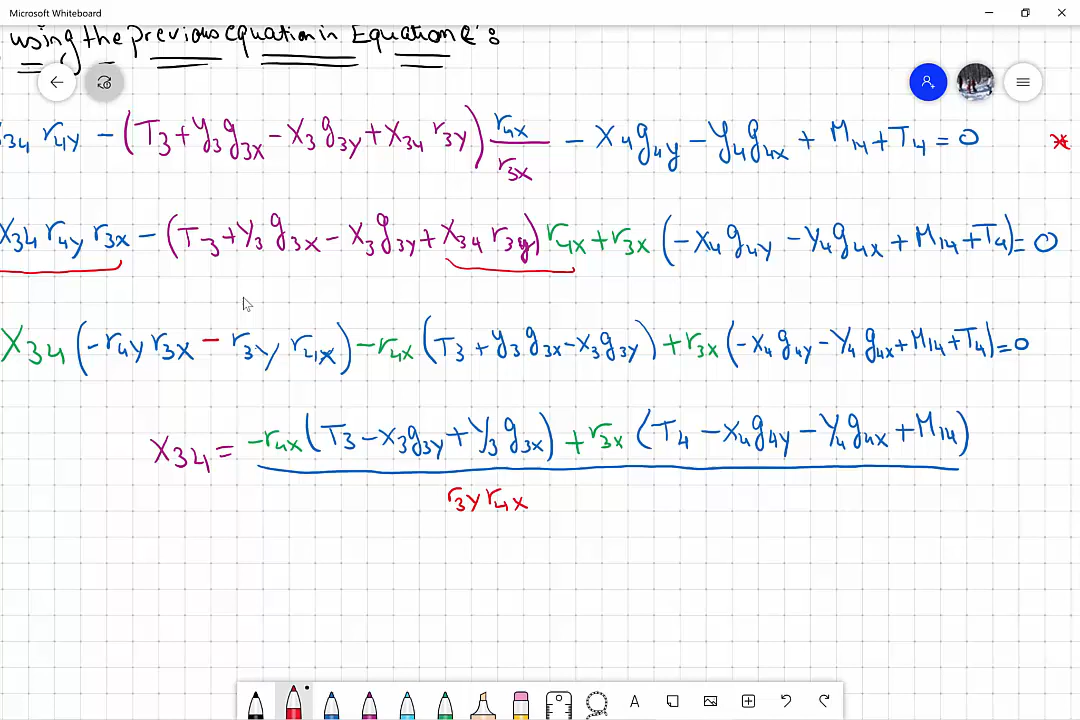 Microsoft Whiteboard
using the previous equation in Equation
34 r4y − (T3 + y3 g3x − X3 g3y + X34 r3y) r4x / r3x − X4 g4y − Y4 g4x + M14 + T4 = 0 *
X34 r4y r3x − (T3 + Y3 g3x − X3 g3y + X34 r3y) r4x + r3x (−X4 g4y − Y4 g4x + M14 + T4) = 0
X34 (−r4y r3x − r3y r4x) − r4x (T3 + y3 g3x − X3 g3y) + r3x (−X4 g4y − Y4 g4x + M14 + T4) = 0
X34 = −r4x (T3 − X3 g3y + Y3 g3x) + r3x (T4 − X4 g4y − Y4 g4x + M14)
r3y r4x
A